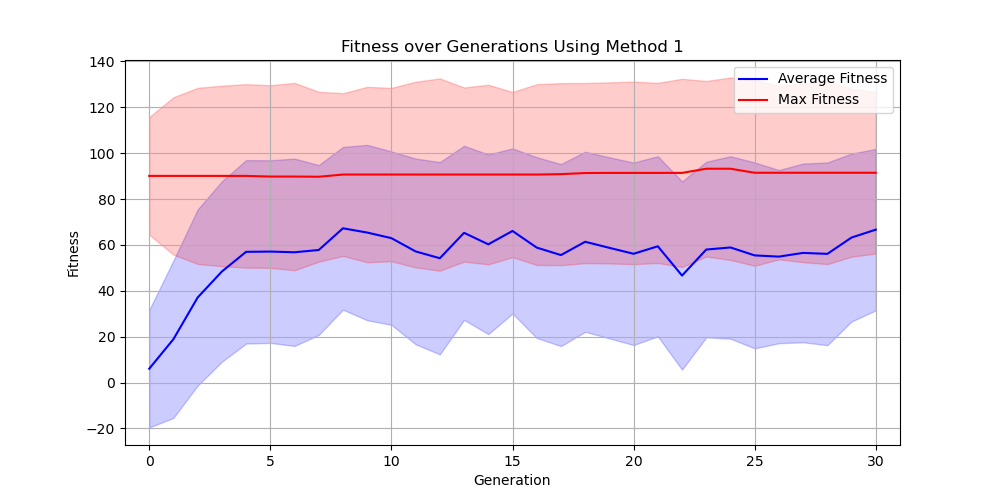 Fitness over Generations Using Method 1
140
120
100
80
60
40
20
0
−20
Fitness
Average Fitness
Max Fitness
0 5 10 15 20 25 30
Generation